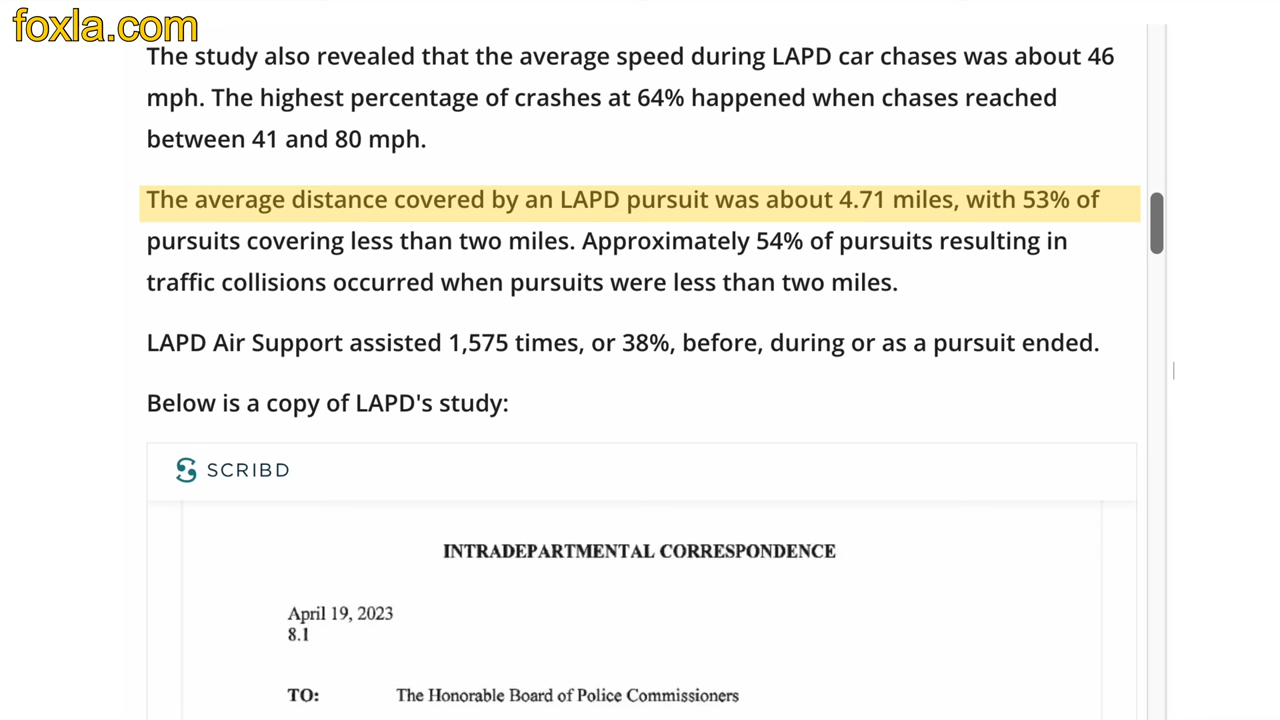 foxla.com
The study also revealed that the average speed during LAPD car chases was about 46
mph. The highest percentage of crashes at 64% happened when chases reached
between 41 and 80 mph.
The average distance covered by an LAPD pursuit was about 4.71 miles, with 53% of
pursuits covering less than two miles. Approximately 54% of pursuits resulting in
traffic collisions occurred when pursuits were less than two miles.
LAPD Air Support assisted 1,575 times, or 38%, before, during or as a pursuit ended.
Below is a copy of LAPD's study:
SCRIBD
INTRADEPARTMENTAL CORRESPONDENCE
April 19, 2023
8.1
TO: The Honorable Board of Police Commissioners